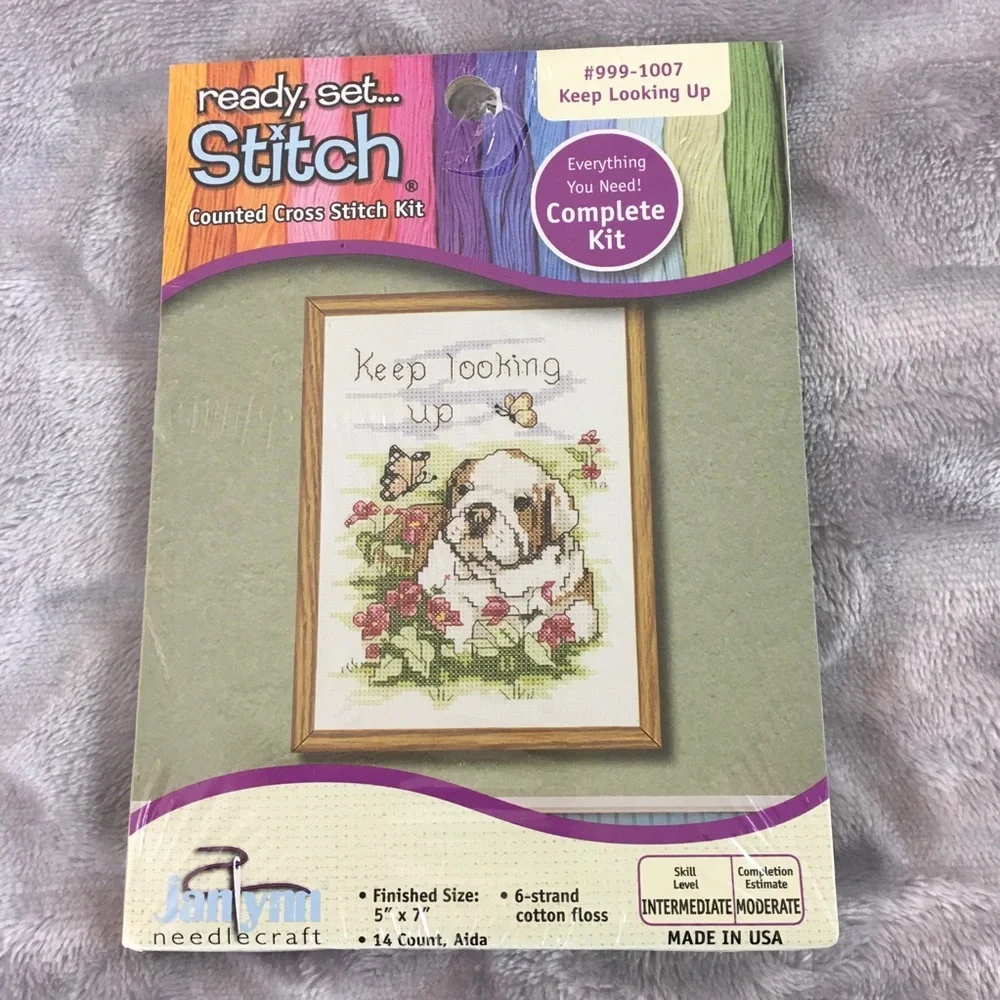 ready, set...
Stitch®
Counted Cross Stitch Kit
#999-1007
Keep Looking Up
Everything
You Need!
Complete
Kit
Keep looking
up
Janlynn
needlecraft
• Finished Size:
5" x 7"
• 14 Count, Aida
• 6-strand
cotton floss
Skill
Level
INTERMEDIATE
Completion
Estimate
MODERATE
MADE IN USA